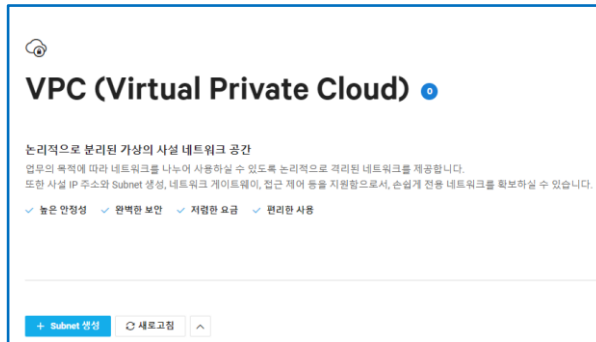 VPC (Virtual Private Cloud) 0
논리적으로 분리된 가상의 사설 네트워크 공간
업무의 목적에 따라 네트워크를 나누어 사용하실 수 있도록 논리적으로 격리된 네트워크를 제공합니다.
또한 사설 IP 주소와 Subnet 생성, 네트워크 게이트웨이, 접근 제어 등을 지원함으로서, 손쉽게 전용 네트워크를 확보하실 수 있습니다.
높은 안정성 완벽한 보안 저렴한 요금 편리한 사용
+ Subnet 생성 새로고침